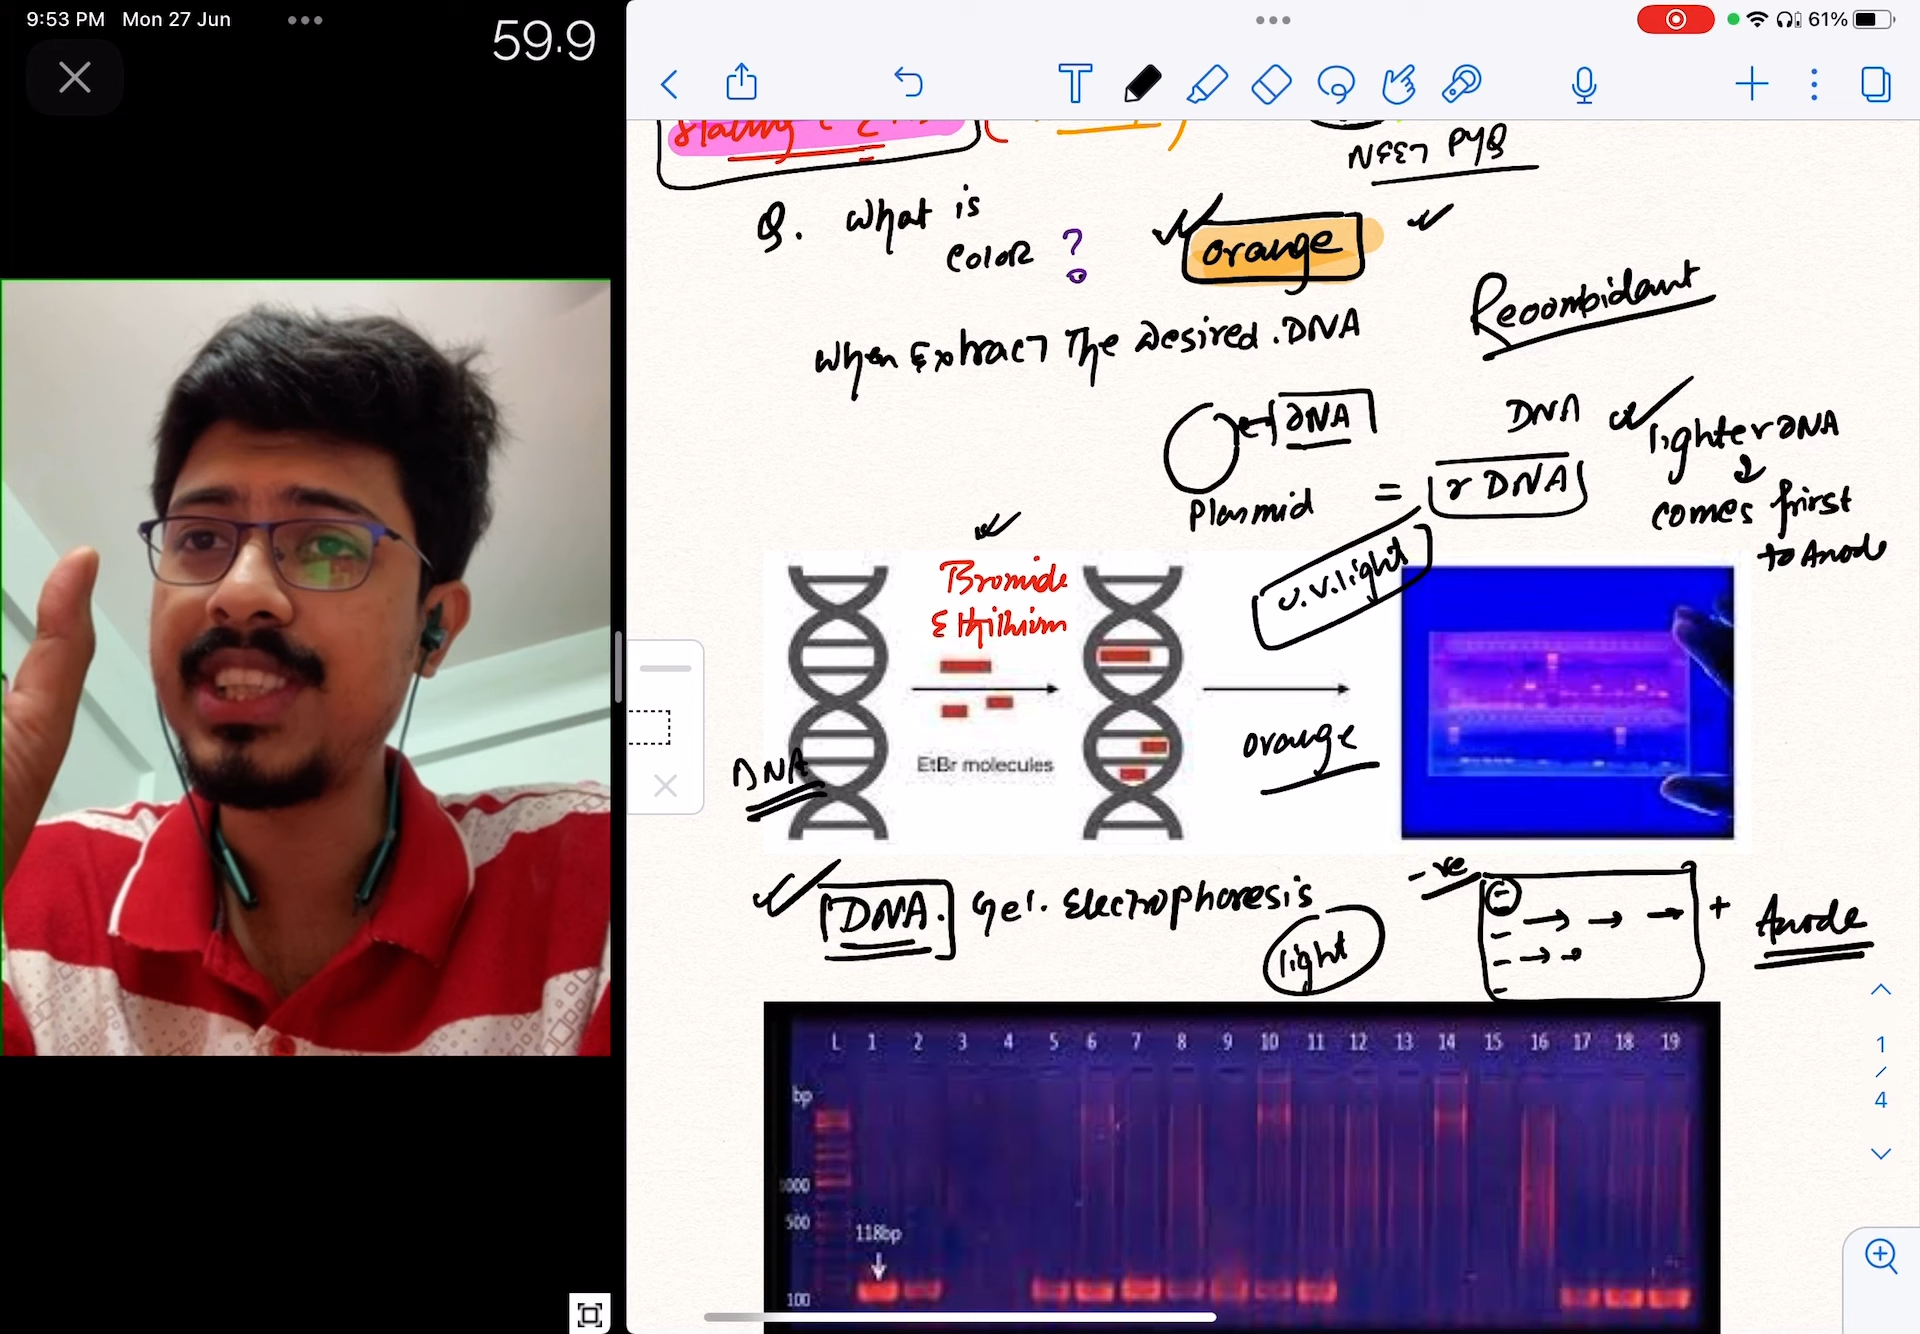 9:53 PM Mon 27 Jun
59.9
61%
NEET PYQ
Q. What is
color ?
orange
When Extract The Desired . DNA
Recombidant
DNA
DNA
Plasmid
= r DNA
lighter DNA
comes frirst
to Anode
U.V. light
Bromide
Ethihium
EtBr molecules
DNA
orange
DNA. Gel. Electrophoresis
light
-ve
+ Anode
L 1 2 3 4 5 6 7 8 9 10 11 12 13 14 15 16 17 18 19
bp
500
118bp
100
1
/
4